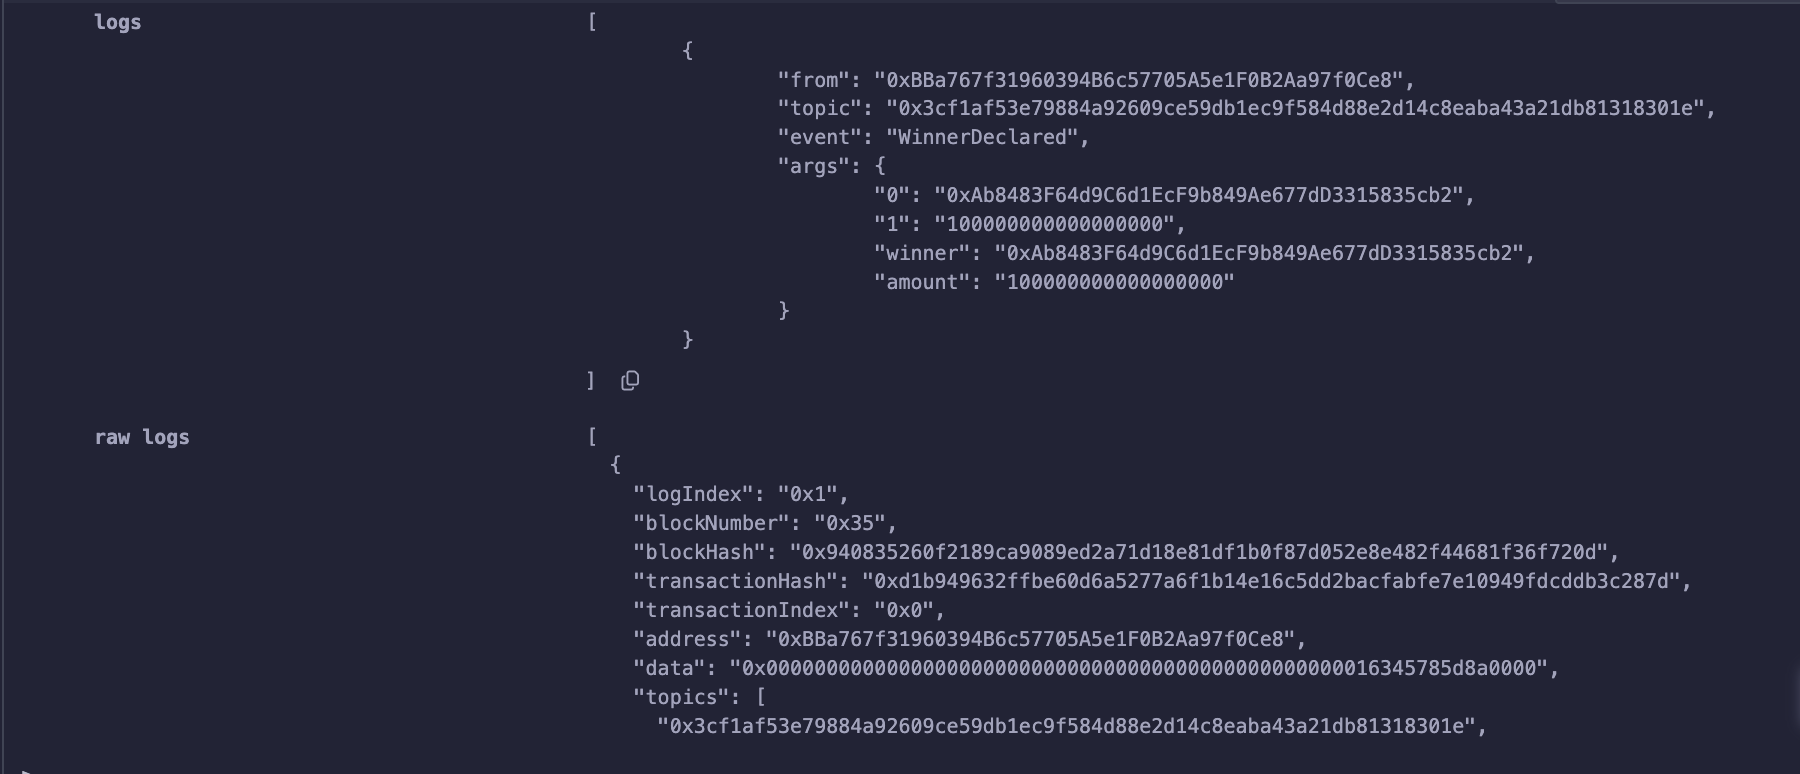 logs [
{
"from": "0xBBa767f31960394B6c57705A5e1F0B2Aa97f0Ce8",
"topic": "0x3cf1af53e79884a92609ce59db1ec9f584d88e2d14c8eaba43a21db81318301e",
"event": "WinnerDeclared",
"args": {
"0": "0xAb8483F64d9C6d1EcF9b849Ae677dD3315835cb2",
"1": "100000000000000000",
"winner": "0xAb8483F64d9C6d1EcF9b849Ae677dD3315835cb2",
"amount": "100000000000000000"
}
}
]
raw logs [
{
"logIndex": "0x1",
"blockNumber": "0x35",
"blockHash": "0x940835260f2189ca9089ed2a71d18e81df1b0f87d052e8e482f44681f36f720d",
"transactionHash": "0xd1b949632ffbe60d6a5277a6f1b14e16c5dd2bacfabfe7e10949fdcddb3c287d",
"transactionIndex": "0x0",
"address": "0xBBa767f31960394B6c57705A5e1F0B2Aa97f0Ce8",
"data": "0x000000000000000000000000000000000000000000000000016345785d8a0000",
"topics": [
"0x3cf1af53e79884a92609ce59db1ec9f584d88e2d14c8eaba43a21db81318301e",